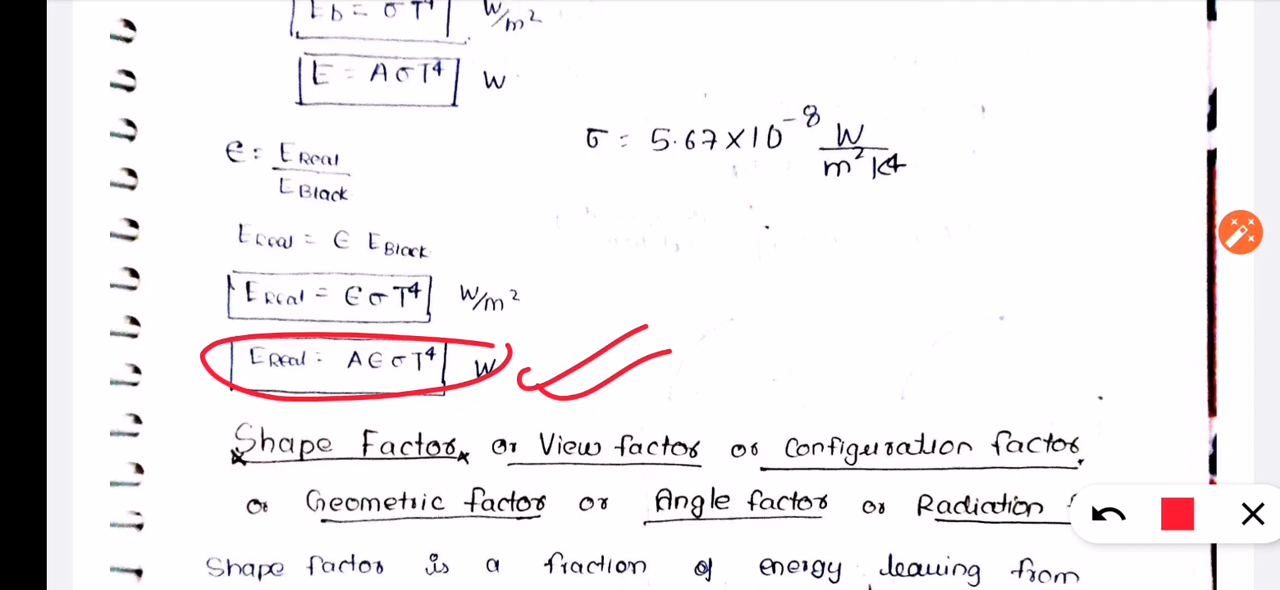 Eb = σT⁴ W/m²
E = AσT⁴ W
σ = 5.67×10⁻⁸ W/m²K⁴
e = EReal/EBlack
EReal = ∈ EBlack
EReal = ∈σT⁴ W/m²
EReal = A∈σT⁴ W
Shape Factor or View factor or Configuration factor
or Geometric factor or Angle factor or Radiation
Shape factor is a fraction of energy leaving from